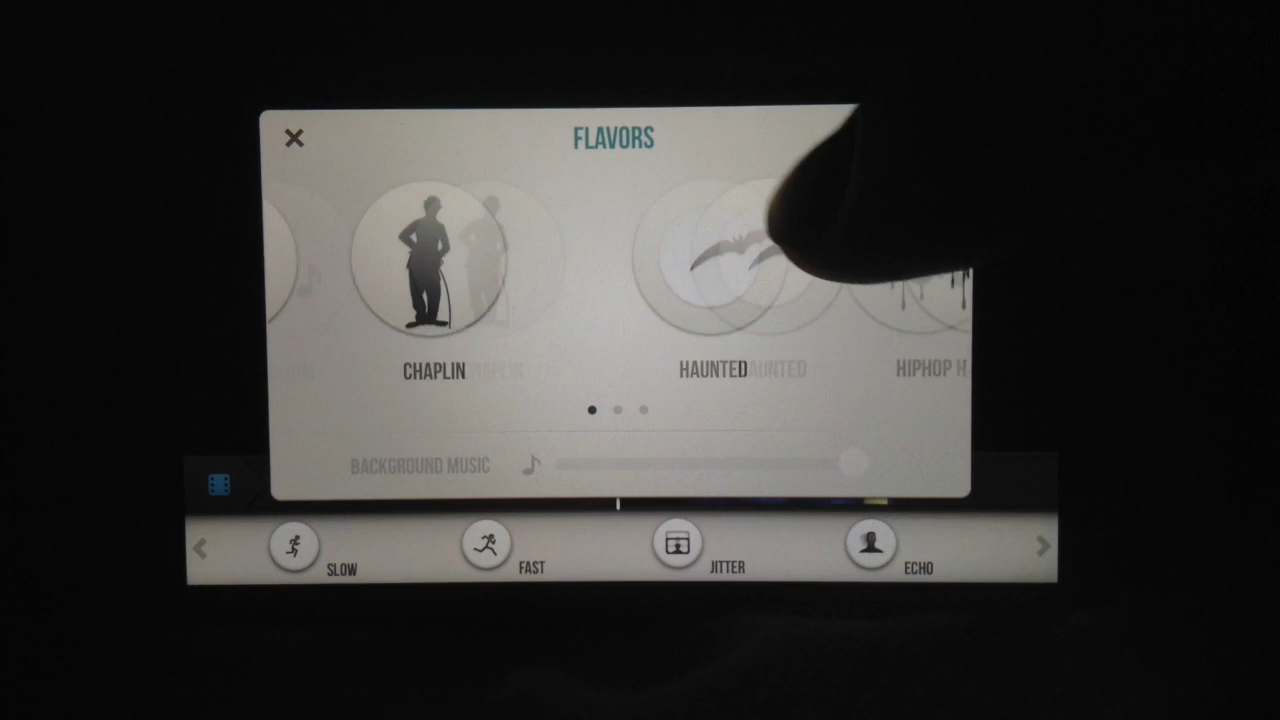 FLAVORS
CHAPLIN
HAUNTED
HIPHOP H
BACKGROUND MUSIC
SLOW
FAST
JITTER
ECHO